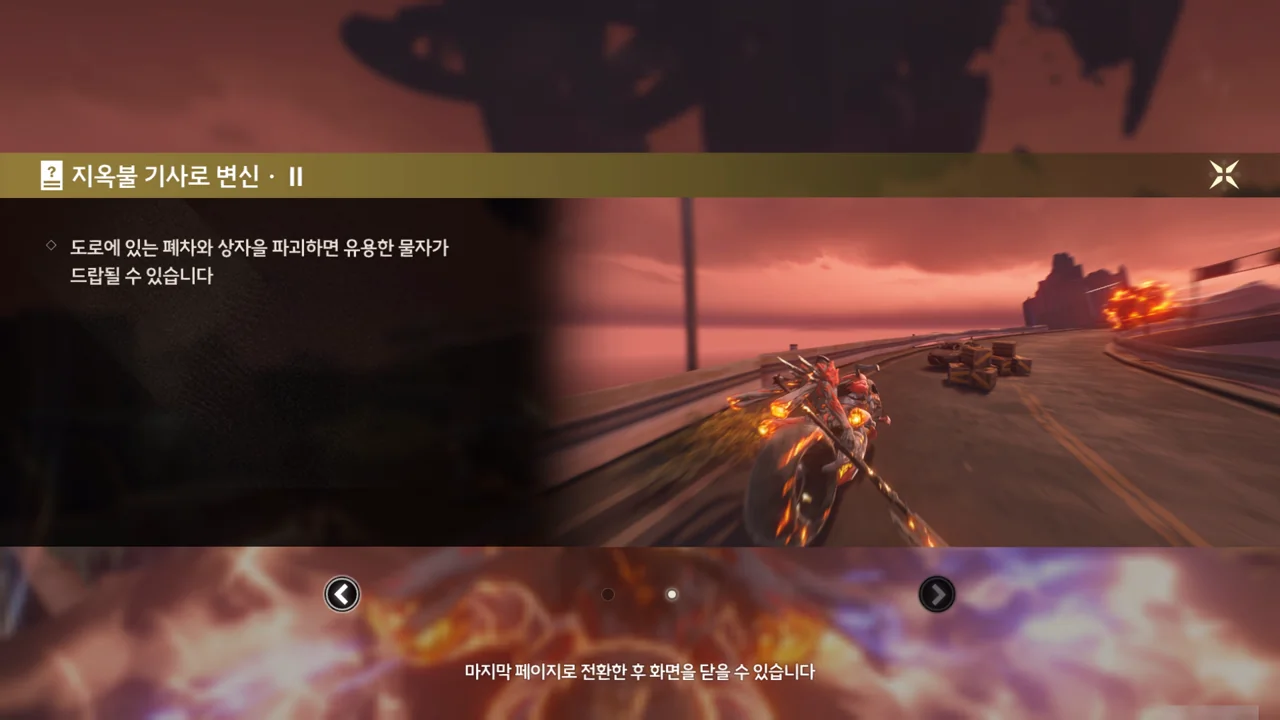 지옥불 기사로 변신 · II
도로에 있는 폐차와 상자을 파괴하면 유용한 물자가
드랍될 수 있습니다
마지막 페이지로 전환한 후 화면을 닫을 수 있습니다